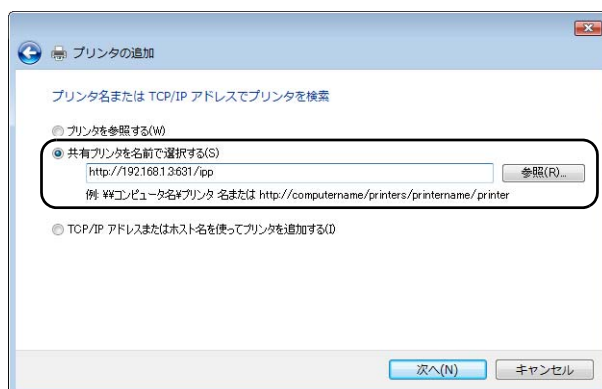 プリンタの追加
プリンタ名または TCP/IP アドレスでプリンタを検索
プリンタを参照する(W)
共有プリンタを名前で選択する(S)
http://192.168.1.3:631/ipp
参照(R)...
例: ¥¥コンピュータ名¥プリンタ 名または http://computername/printers/printername/.printer
TCP/IP アドレスまたはホスト名を使ってプリンタを追加する(I)
次へ(N)
キャンセル